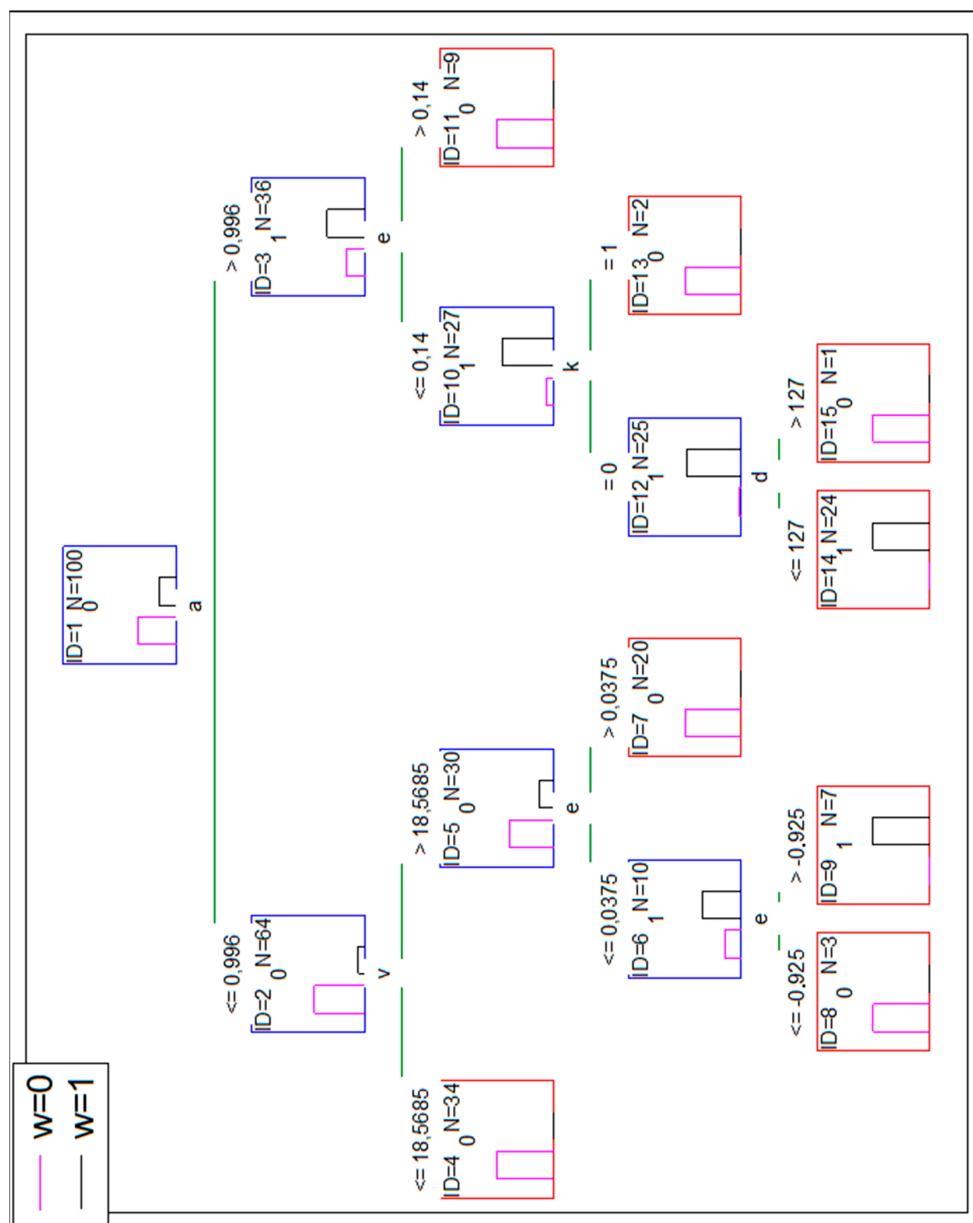 w=0
w=1
ID=1 N=100
0
a
<= 0,996
> 0,996
ID=2 N=64
0
v
ID=3 N=36
1
e
<= 18,5685
> 18,5685
<= 0,14
> 0,14
ID=4 N=34
0
ID=5 N=30
0
e
ID=10 N=27
1
k
ID=11 N=9
0
<= 0,0375
> 0,0375
= 0
= 1
ID=6 N=10
1
e
ID=7 N=20
0
ID=12 N=25
1
d
ID=13 N=2
0
<= -0,925
> -0,925
<= 127
> 127
ID=8 N=3
0
ID=9 N=7
1
ID=14 N=24
1
ID=15 N=1
0